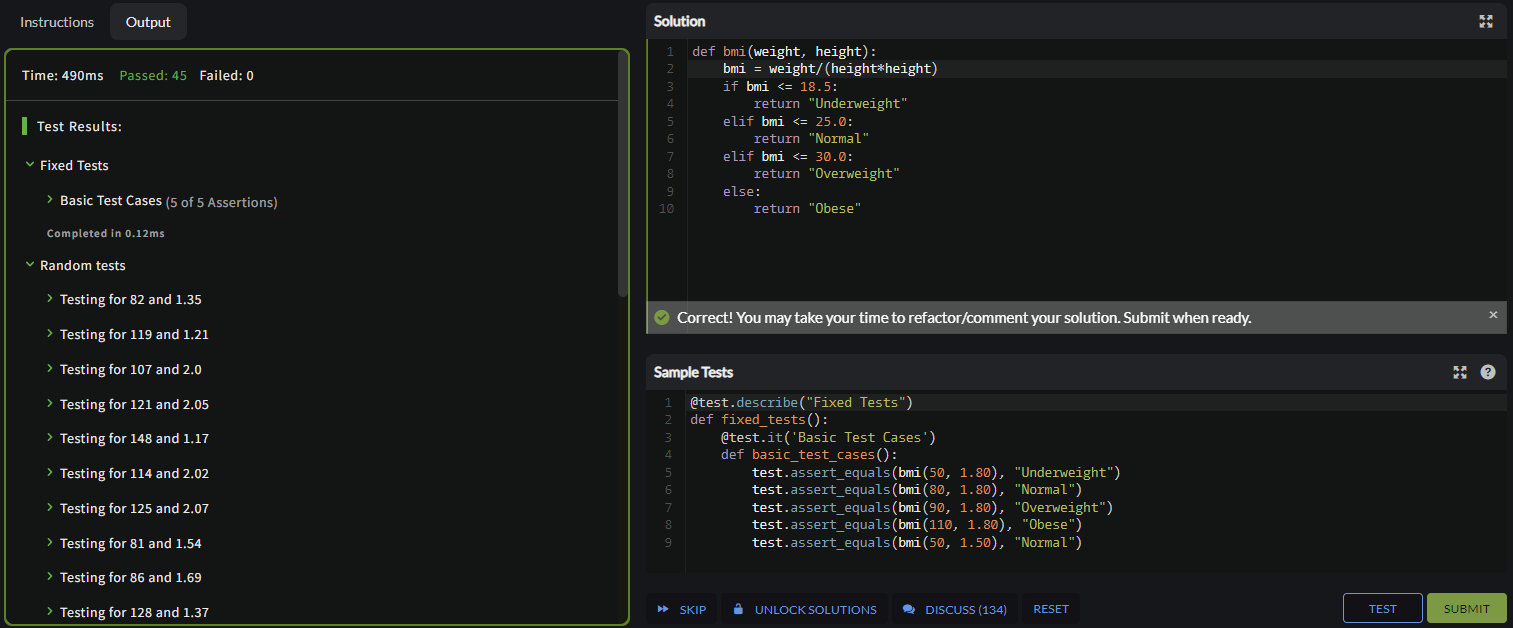 Instructions
Output
Time: 490ms Passed: 45 Failed: 0
Test Results:
Fixed Tests
Basic Test Cases (5 of 5 Assertions)
Completed in 0.12ms
Random tests
Testing for 82 and 1.35
Testing for 119 and 1.21
Testing for 107 and 2.0
Testing for 121 and 2.05
Testing for 148 and 1.17
Testing for 114 and 2.02
Testing for 125 and 2.07
Testing for 81 and 1.54
Testing for 86 and 1.69
Testing for 128 and 1.37
Solution
1 def bmi(weight, height):
2     bmi = weight/(height*height)
3     if bmi <= 18.5:
4         return "Underweight"
5     elif bmi <= 25.0:
6         return "Normal"
7     elif bmi <= 30.0:
8         return "Overweight"
9     else:
10         return "Obese"
Correct! You may take your time to refactor/comment your solution. Submit when ready.
×
Sample Tests
?
1 @test.describe("Fixed Tests")
2 def fixed_tests():
3     @test.it('Basic Test Cases')
4     def basic_test_cases():
5         test.assert_equals(bmi(50, 1.80), "Underweight")
6         test.assert_equals(bmi(80, 1.80), "Normal")
7         test.assert_equals(bmi(90, 1.80), "Overweight")
8         test.assert_equals(bmi(110, 1.80), "Obese")
9         test.assert_equals(bmi(50, 1.50), "Normal")
SKIP
UNLOCK SOLUTIONS
DISCUSS (134)
RESET
TEST
SUBMIT